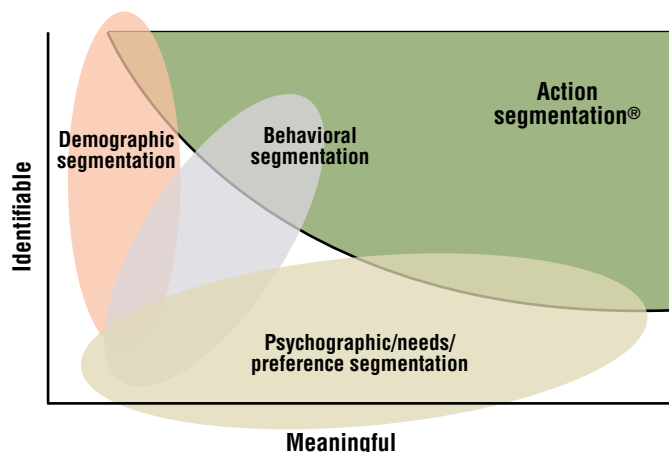 Action
segmentation®
Demographic
segmentation
Behavioral
segmentation
Identifiable
Psychographic/needs/
preference segmentation
Meaningful